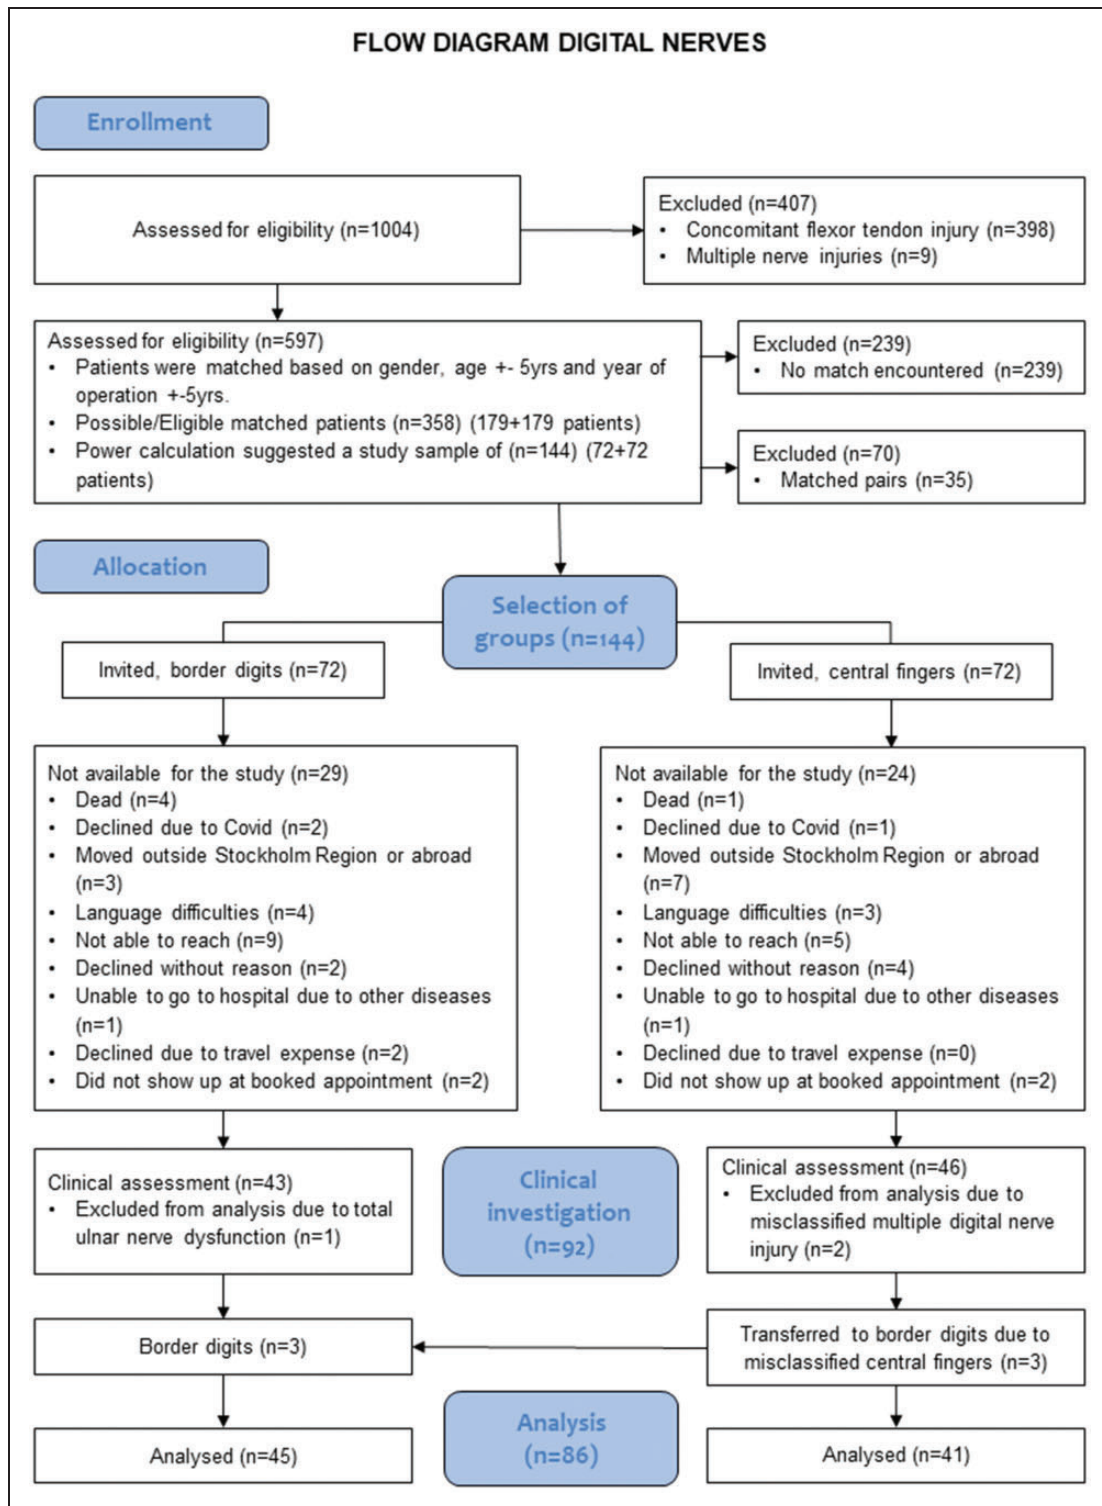 FLOW DIAGRAM DIGITAL NERVES
Enrollment
Assessed for eligibility (n=1004)
Excluded (n=407)
• Concomitant flexor tendon injury (n=398)
• Multiple nerve injuries (n=9)
Assessed for eligibility (n=597)
• Patients were matched based on gender, age +- 5yrs and year of
operation +-5yrs.
• Possible/Eligible matched patients (n=358) (179+179 patients)
• Power calculation suggested a study sample of (n=144) (72+72
patients)
Excluded (n=239)
• No match encountered (n=239)
Excluded (n=70)
• Matched pairs (n=35)
Allocation
Selection of
groups (n=144)
Invited, border digits (n=72)
Invited, central fingers (n=72)
Not available for the study (n=29)
• Dead (n=4)
• Declined due to Covid (n=2)
• Moved outside Stockholm Region or abroad
(n=3)
• Language difficulties (n=4)
• Not able to reach (n=9)
• Declined without reason (n=2)
• Unable to go to hospital due to other diseases
(n=1)
• Declined due to travel expense (n=2)
• Did not show up at booked appointment (n=2)
Not available for the study (n=24)
• Dead (n=1)
• Declined due to Covid (n=1)
• Moved outside Stockholm Region or abroad
(n=7)
• Language difficulties (n=3)
• Not able to reach (n=5)
• Declined without reason (n=4)
• Unable to go to hospital due to other diseases
(n=1)
• Declined due to travel expense (n=0)
• Did not show up at booked appointment (n=2)
Clinical assessment (n=43)
• Excluded from analysis due to total
ulnar nerve dysfunction (n=1)
Clinical
investigation
(n=92)
Clinical assessment (n=46)
• Excluded from analysis due to
misclassified multiple digital nerve
injury (n=2)
Border digits (n=3)
Transferred to border digits due to
misclassified central fingers (n=3)
Analysis
(n=86)
Analysed (n=45)
Analysed (n=41)